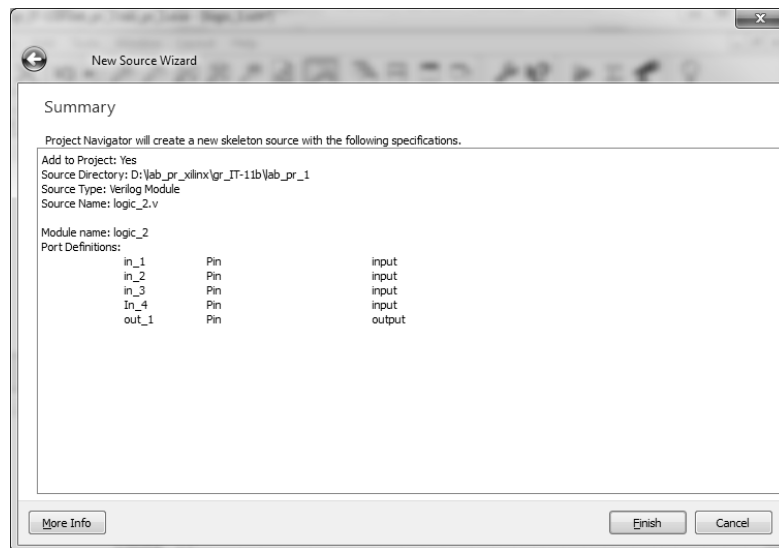 New Source Wizard
Summary
Project Navigator will create a new skeleton source with the following specifications.
Add to Project: Yes
Source Directory: D:\lab_pr_xilinx\gr_IT-11b\lab_pr_1
Source Type: Verilog Module
Source Name: logic_2.v
Module name: logic_2
Port Definitions:
in_1 Pin input
in_2 Pin input
in_3 Pin input
In_4 Pin input
out_1 Pin output
More Info Finish Cancel